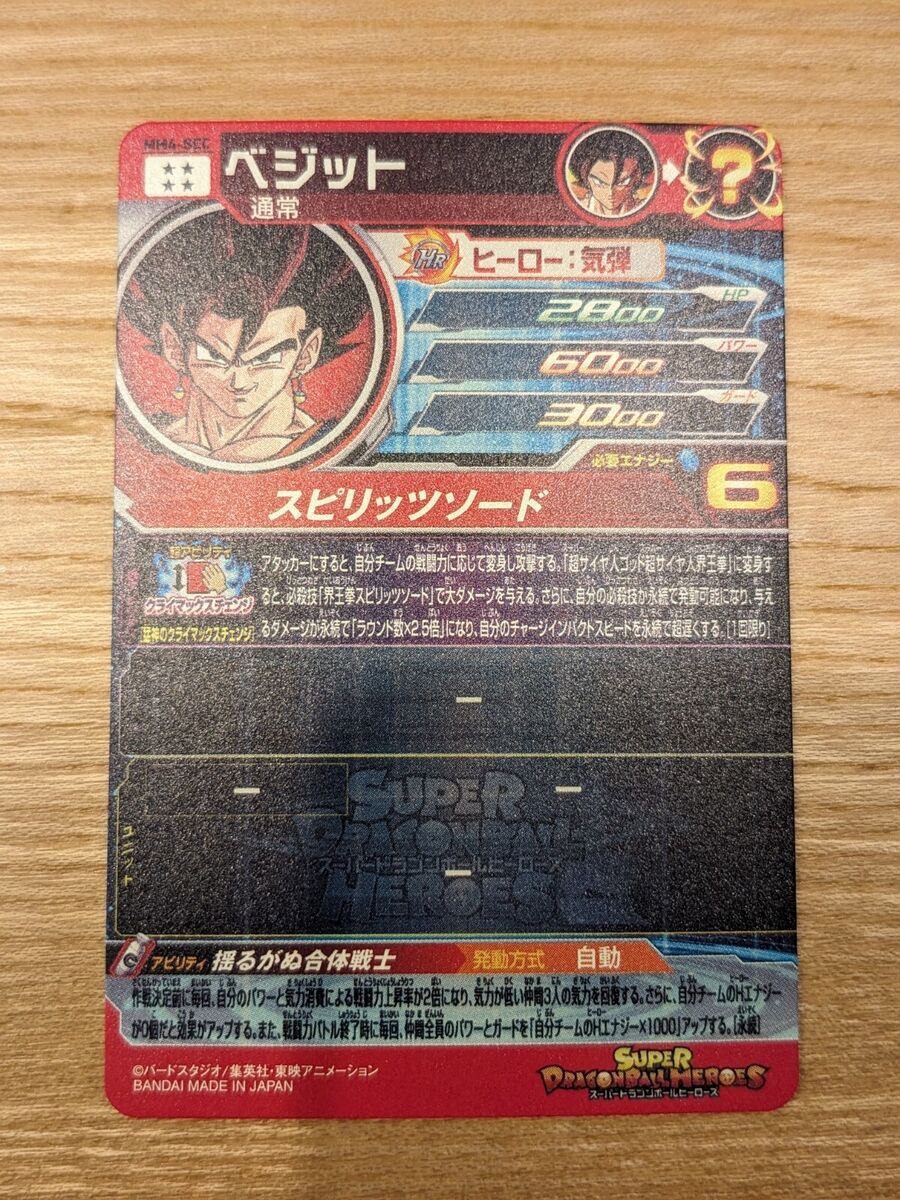 MM4-SEC
ベジット
通常
?
HR ヒーロー:気弾
HP
2800
パワー
6000
ガード
3000
必要エナジー
6
スピリッツソード
超アビリティ
クライマックスチェンジ
アタッカーにすると、自分チームの戦闘力に応じて変身し攻撃する。「超サイヤ人ゴッド超サイヤ人界王拳」に変身す
ると、必殺技「界王拳スピリッツソード」で大ダメージを与える。さらに、自分の必殺技が永続で発動可能になり、与え
るダメージが永続で「ラウンド数×2.5倍」になり、自分のチャージインパクトスピードを永続で超遅くする。[1回限り]
ー
ー ー
ー
ユニット
SUPER
DRAGONBALL
スーパードラゴンボールヒーローズ
HEROES
アビリティ 揺るがぬ合体戦士 発動方式 自動
作戦決定前に毎回、自分のパワーと気力消費による戦闘力上昇率が2倍になり、気力が低い仲間3人の気力を回復する。さらに、自分チームのHエナジー
が0個だと効果がアップする。また、戦闘力バトル終了時に毎回、仲間全員のパワーとガードを「自分チームのHエナジー×1000」アップする。[永続]
©バードスタジオ/集英社・東映アニメーション
BANDAI MADE IN JAPAN
SUPER
DRAGONBALL HEROES
スーパードラゴンボールヒーローズ